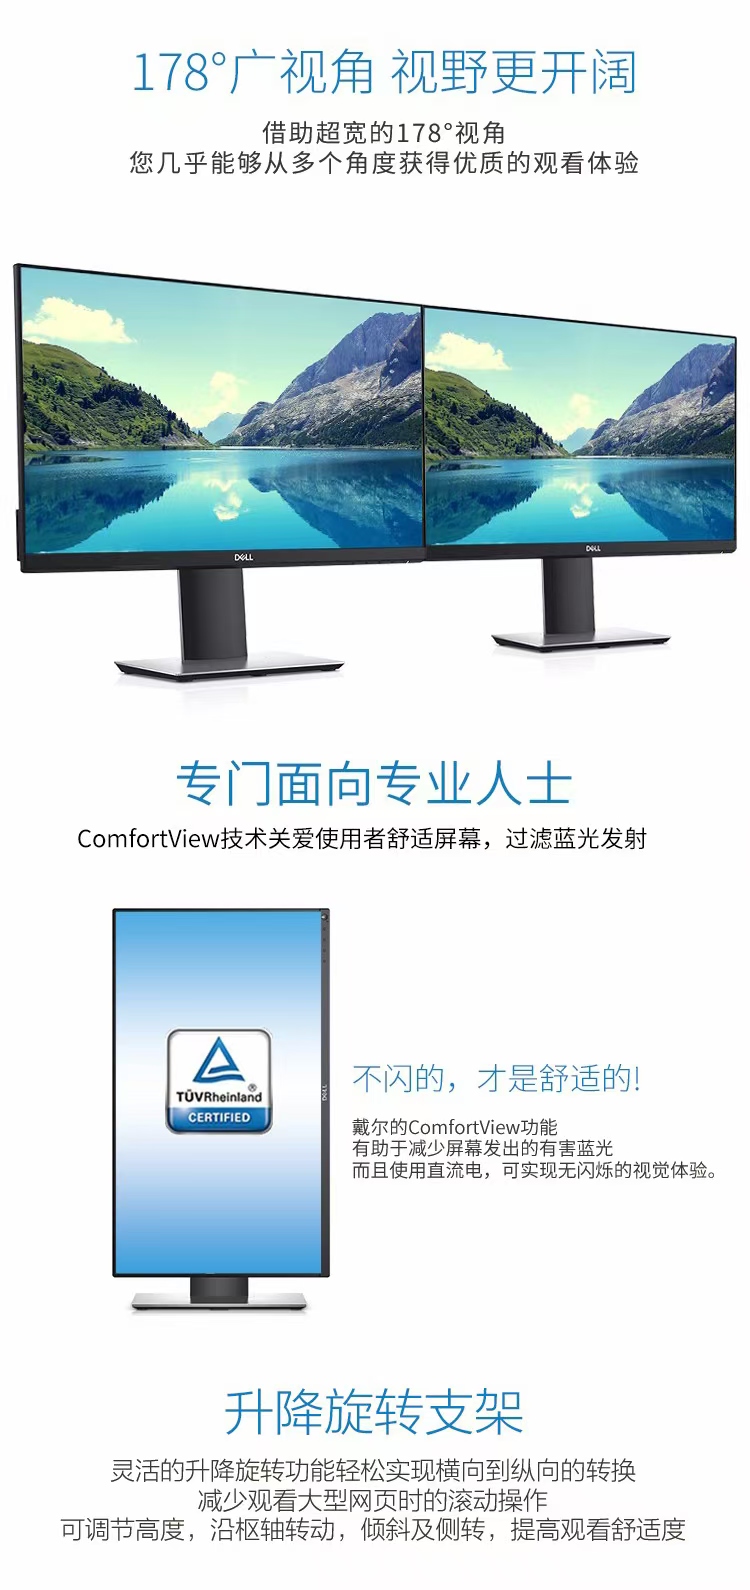 178°广视角 视野更开阔
借助超宽的178°视角
您几乎能够从多个角度获得优质的观看体验
DELL
DELL
专门面向专业人士
ComfortView技术关爱使用者舒适屏幕，过滤蓝光发射
TÜVRheinland®
CERTIFIED
DELL
不闪的，才是舒适的!
戴尔的ComfortView功能
有助于减少屏幕发出的有害蓝光
而且使用直流电，可实现无闪烁的视觉体验。
升降旋转支架
灵活的升降旋转功能轻松实现横向到纵向的转换
减少观看大型网页时的滚动操作
可调节高度，沿枢轴转动，倾斜及侧转，提高观看舒适度